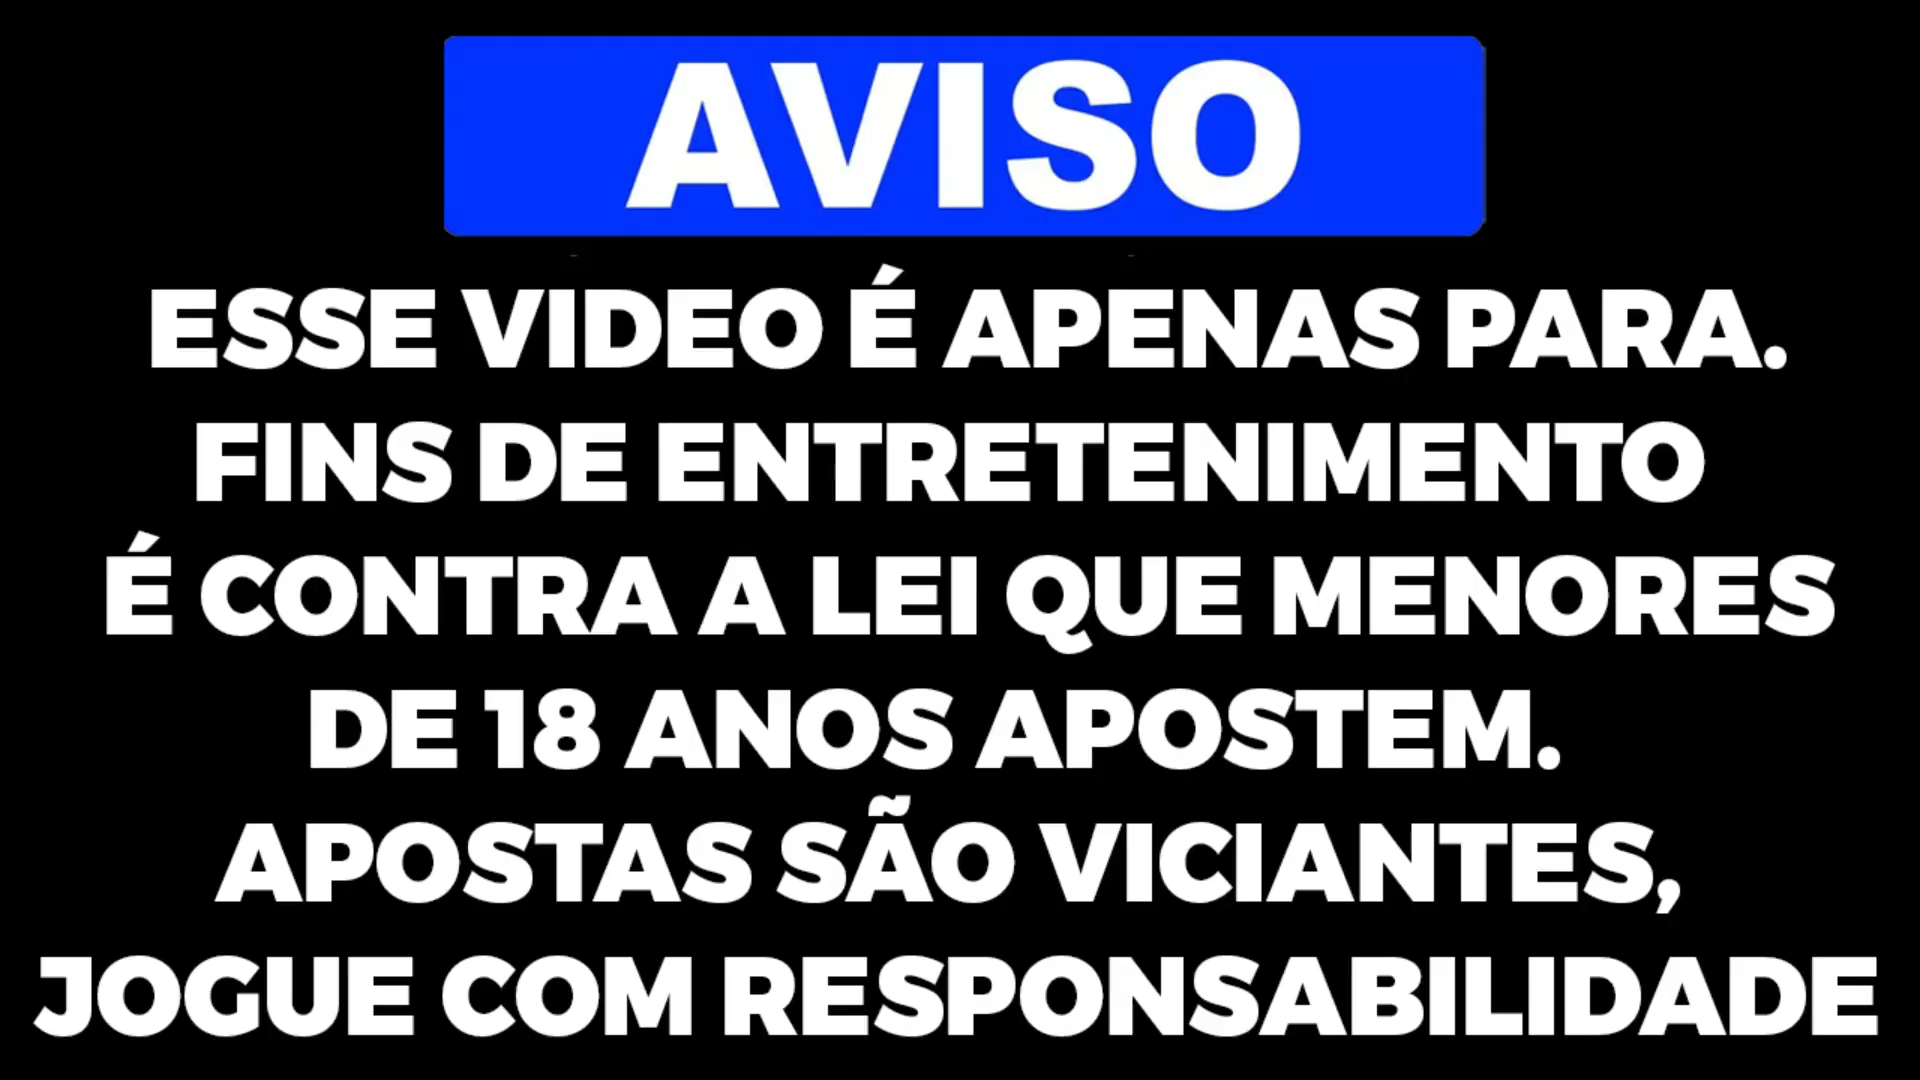 AVISO
ESSE VIDEO É APENAS PARA.
FINS DE ENTRETENIMENTO
É CONTRA A LEI QUE MENORES
DE 18 ANOS APOSTEM.
APOSTAS SÃO VICIANTES,
JOGUE COM RESPONSABILIDADE